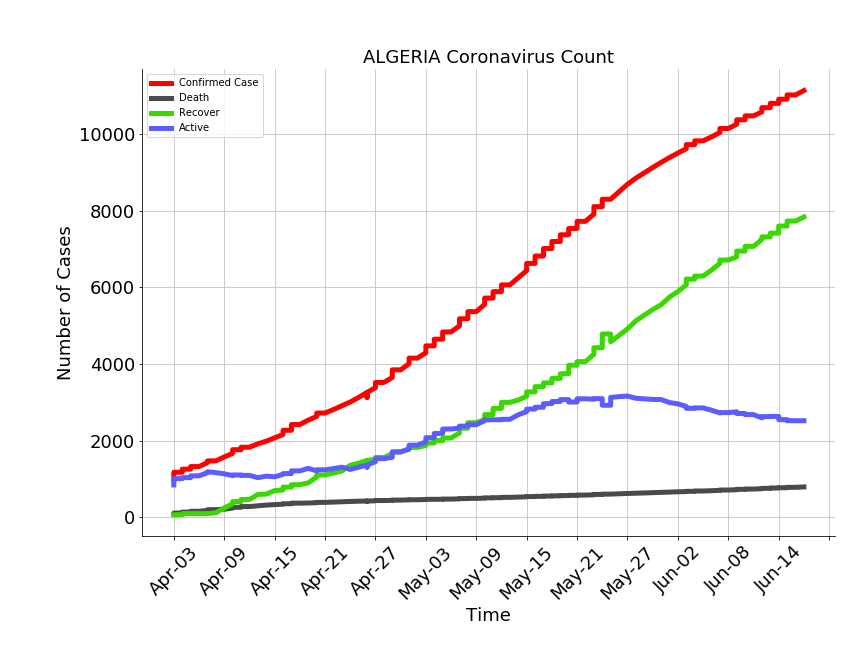 ALGERIA Coronavirus Count
Confirmed Case
Death
Recover
Active
Number of Cases
10000
8000
6000
4000
2000
0
Apr-03 Apr-09 Apr-15 Apr-21 Apr-27 May-03 May-09 May-15 May-21 May-27 Jun-02 Jun-08 Jun-14
Time